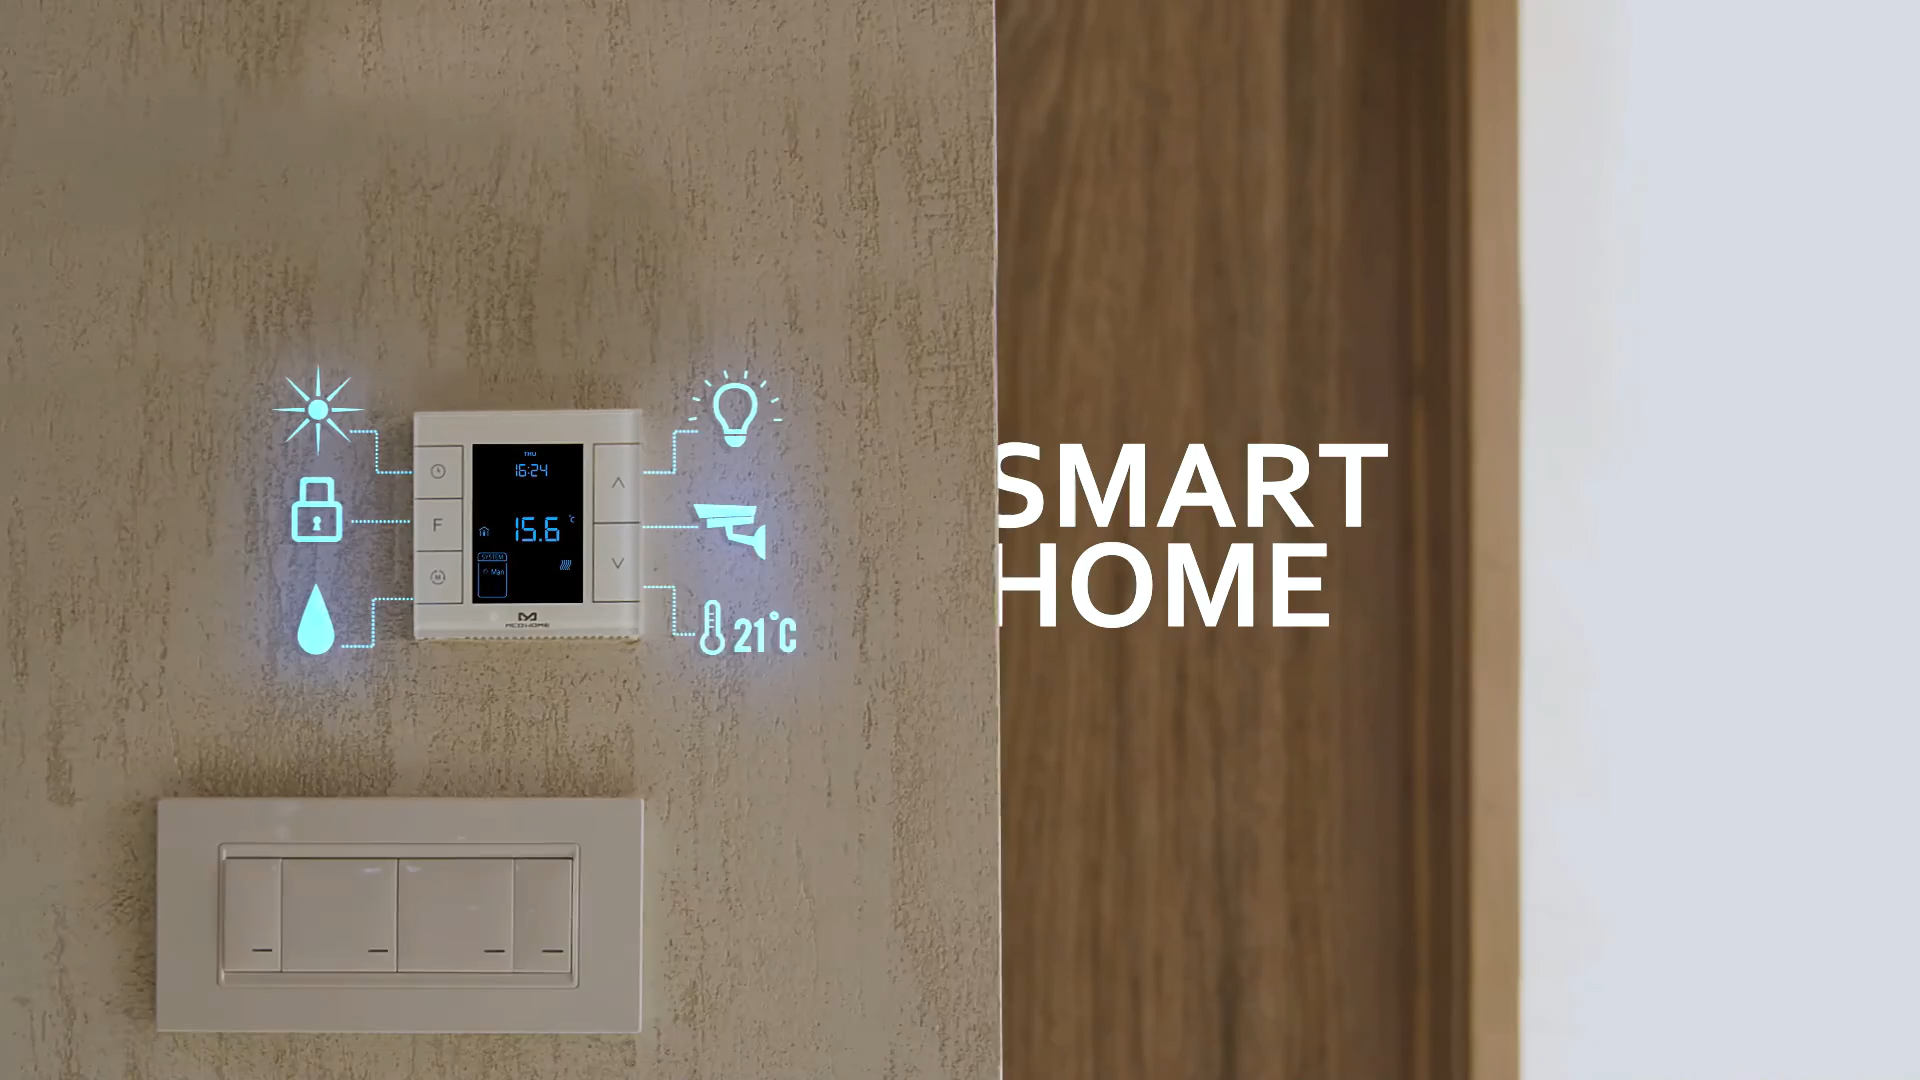 THU
16:24
15.6 °C
F
SYSTEM
Man
M
MCOHOME
21°C
SMART
HOME